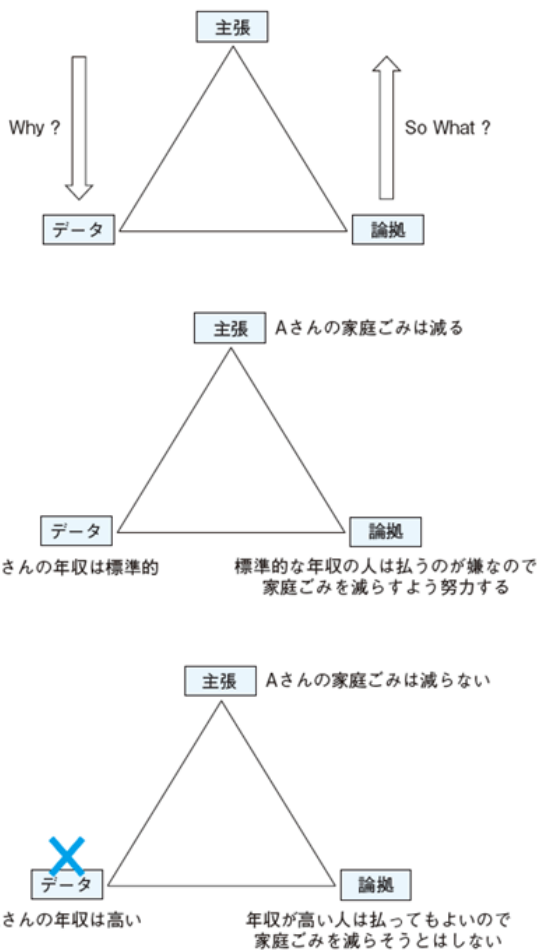 主張
Why ?
So What ?
データ
論拠
主張
Aさんの家庭ごみは減る
データ
論拠
さんの年収は標準的
標準的な年収の人は払うのが嫌なので
家庭ごみを減らすよう努力する
主張
Aさんの家庭ごみは減らない
データ
論拠
さんの年収は高い
年収が高い人は払ってもよいので
家庭ごみを減らそうとはしない